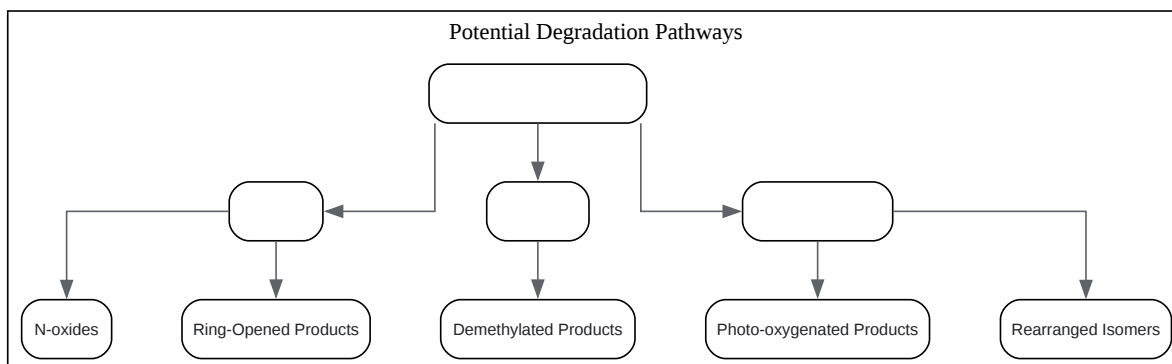 Potential Degradation Pathways
N-oxides
Ring-Opened Products
Demethylated Products
Photo-oxygenated Products
Rearranged Isomers